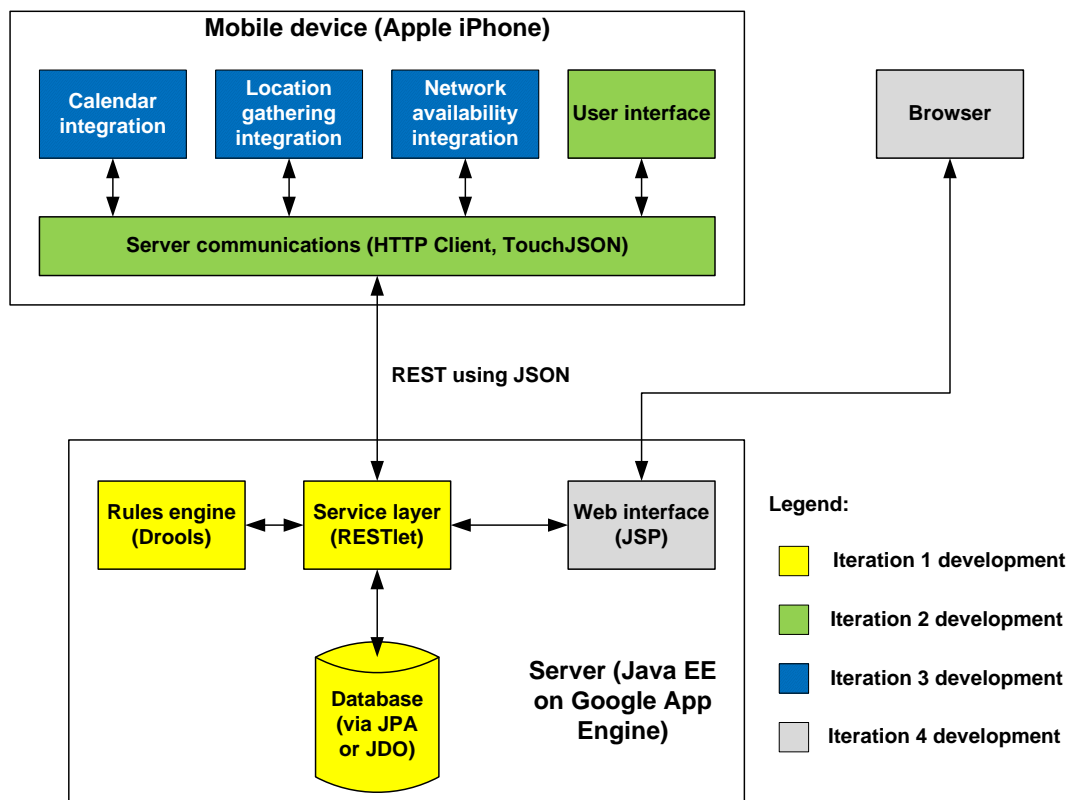 Mobile device (Apple iPhone)
Calendar
integration
Location
gathering
integration
Network
availability
integration
User interface
Browser
Server communications (HTTP Client, TouchJSON)
REST using JSON
Rules engine
(Drools)
Service layer
(RESTlet)
Web interface
(JSP)
Database
(via JPA
or JDO)
Server (Java EE
on Google App
Engine)
Legend:
Iteration 1 development
Iteration 2 development
Iteration 3 development
Iteration 4 development